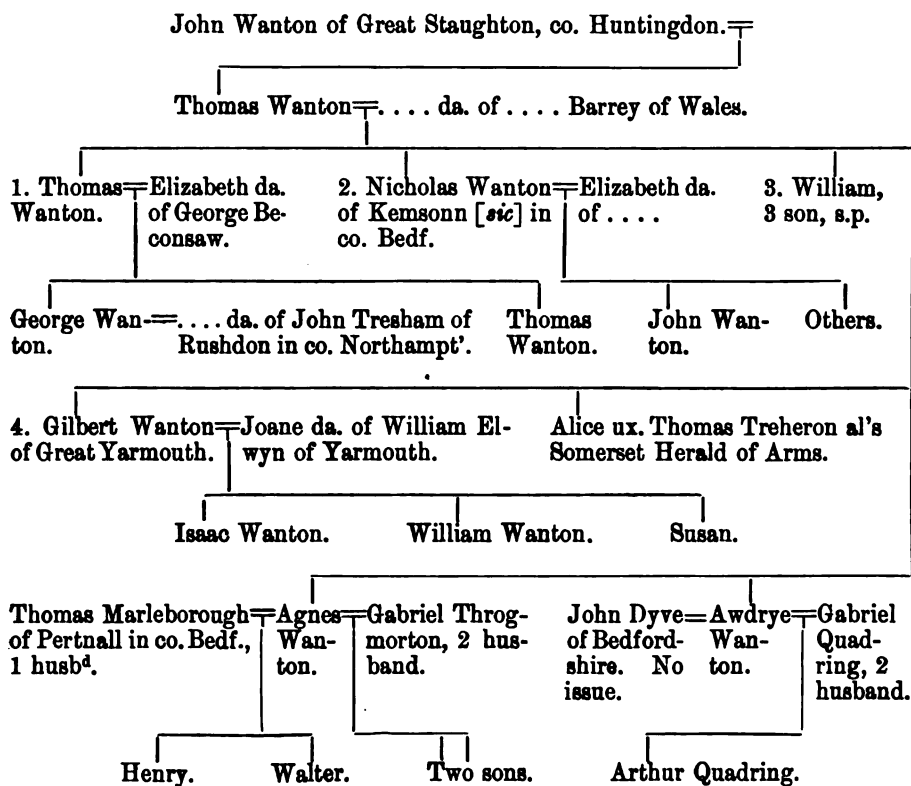 John Wanton of Great Staughton, co. Huntingdon.
Thomas Wanton=. . . . da. of . . . . Barrey of Wales.
1. Thomas=Elizabeth da.
Wanton. of George Be-
consaw.
2. Nicholas Wanton=Elizabeth da.
of Kemsonn [sic] in of . . . .
co. Bedf.
3. William,
3 son, s.p.
George Wan-=. . . . da. of John Tresham of
ton. Rushdon in co. Northampt'.
Thomas
Wanton.
John Wan-
ton.
Others.
4. Gilbert Wanton=Joane da. of William El-
of Great Yarmouth. wyn of Yarmouth.
Alice ux. Thomas Treheron al's
Somerset Herald of Arms.
Isaac Wanton.
William Wanton.
Susan.
Thomas Marleborough=Agnes=Gabriel Throg-
of Pertnall in co. Bedf., Wan- morton, 2 hus-
1 husbd. ton. band.
John Dyve=Awdrye=Gabriel
of Bedford- Wan- Quad-
shire. No ton. ring, 2
issue. husband.
Henry.
Walter.
Two sons.
Arthur Quadring.